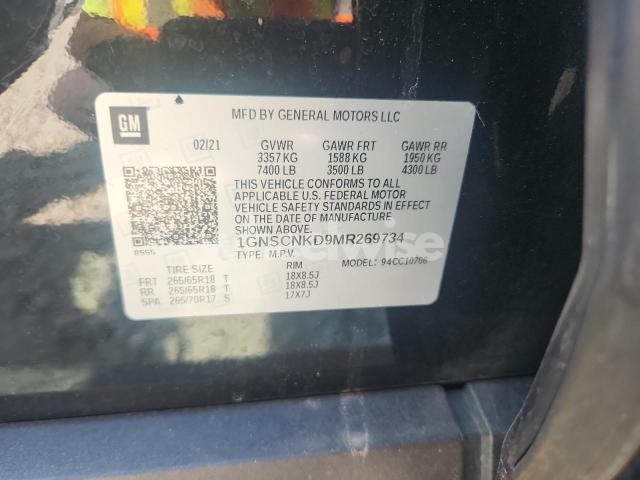 GM
MFD BY GENERAL MOTORS LLC
02/21 GVWR GAWR FRT GAWR RR
3357 KG 1588 KG 1950 KG
7400 LB 3500 LB 4300 LB
THIS VEHICLE CONFORMS TO ALL
APPLICABLE U.S. FEDERAL MOTOR
VEHICLE SAFETY STANDARDS IN EFFECT
ON THE DATE OF MANUFACTURE
SHOWN ABOVE.
8555 1GNSCNKD9MR269734
TYPE: M.P.V. MODEL: 94CC10706
TIRE SIZE RIM
FRT 265/65R18 T 18X8.5J
RR 265/65R18 T 18X8.5J
SPA 265/70R17 S 17X7J